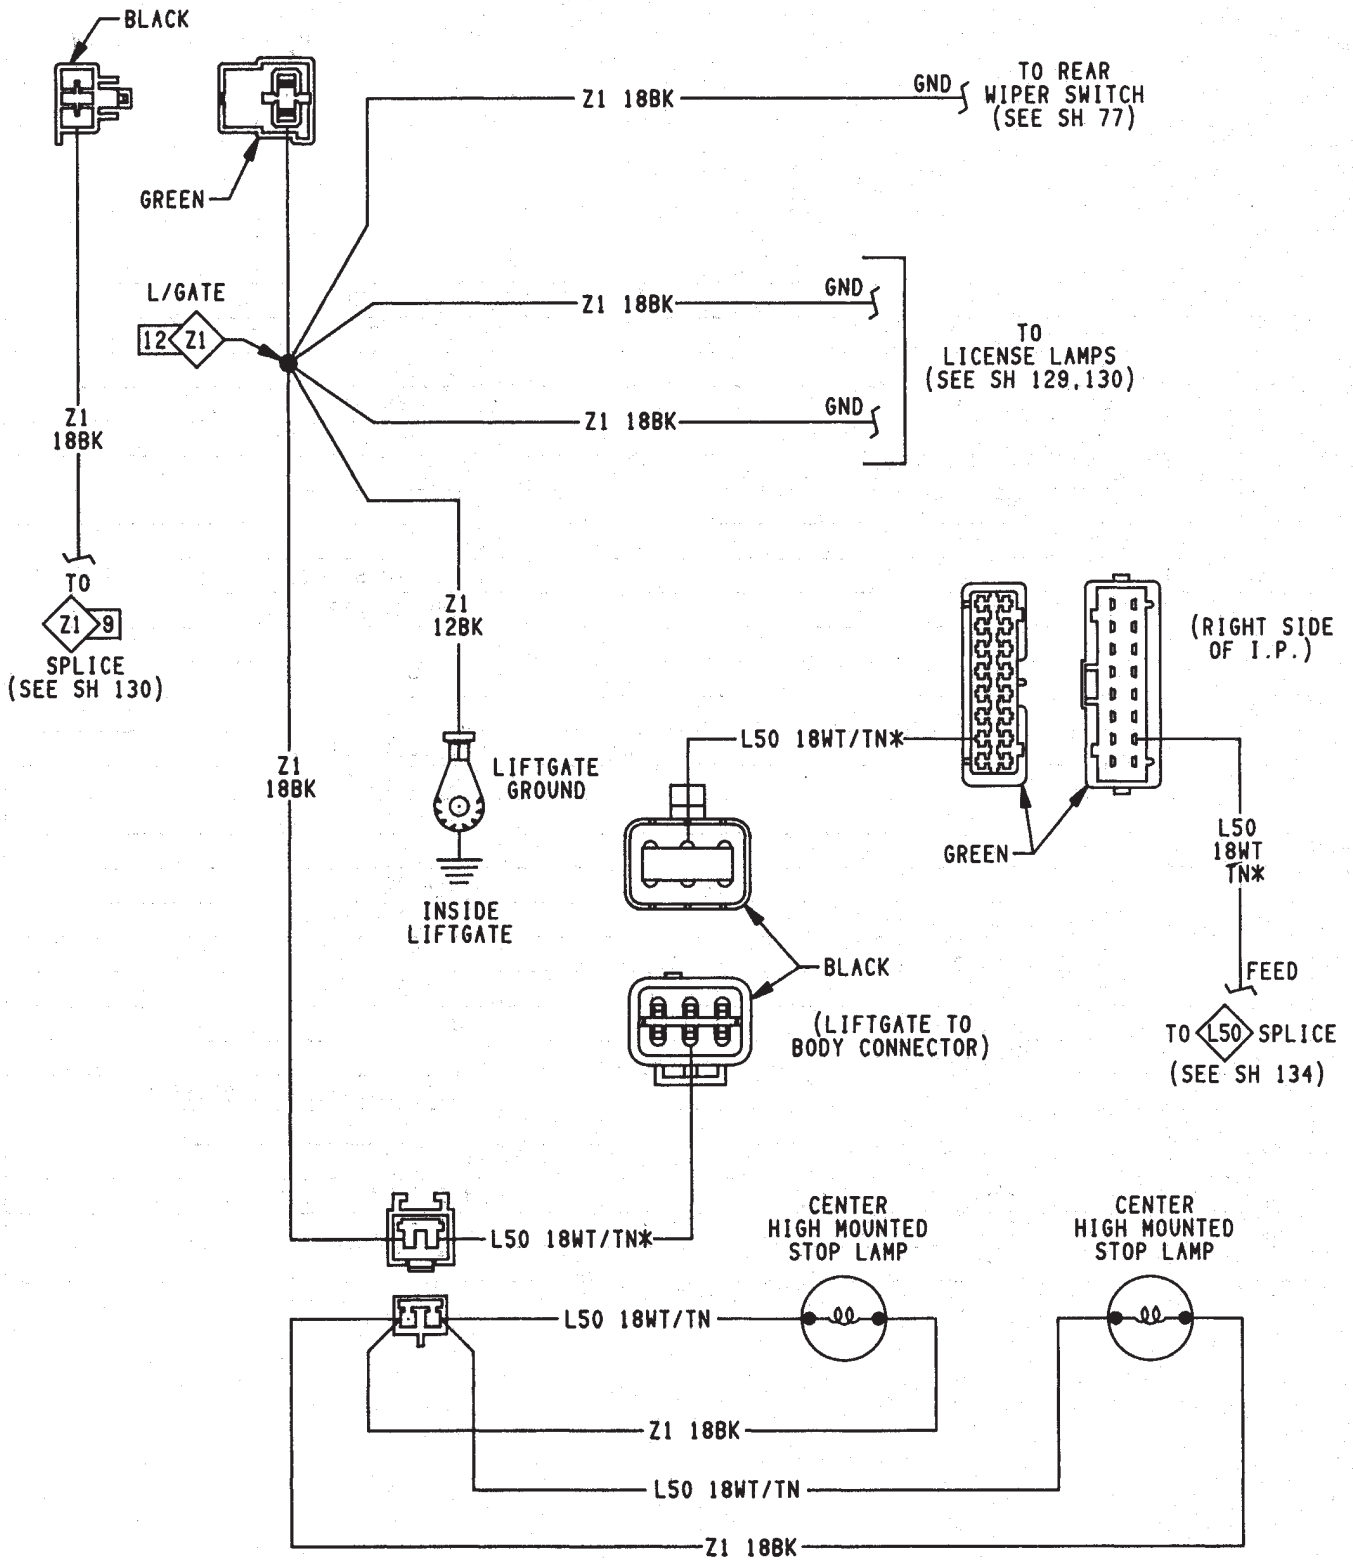 BLACK
GREEN
Z1 18BK
GND
TO REAR
WIPER SWITCH
(SEE SH 77)
L/GATE
12 Z1
Z1 18BK
GND
TO
LICENSE LAMPS
(SEE SH 129,130)
Z1 18BK
GND
Z1
18BK
TO
Z1 9
SPLICE
(SEE SH 130)
Z1
12BK
Z1
18BK
LIFTGATE
GROUND
INSIDE
LIFTGATE
L50 18WT/TN*
(RIGHT SIDE
OF I.P.)
GREEN
L50
18WT
TN*
FEED
TO L50 SPLICE
(SEE SH 134)
BLACK
(LIFTGATE TO
BODY CONNECTOR)
L50 18WT/TN*
CENTER
HIGH MOUNTED
STOP LAMP
CENTER
HIGH MOUNTED
STOP LAMP
L50 18WT/TN
Z1 18BK
L50 18WT/TN
Z1 18BK